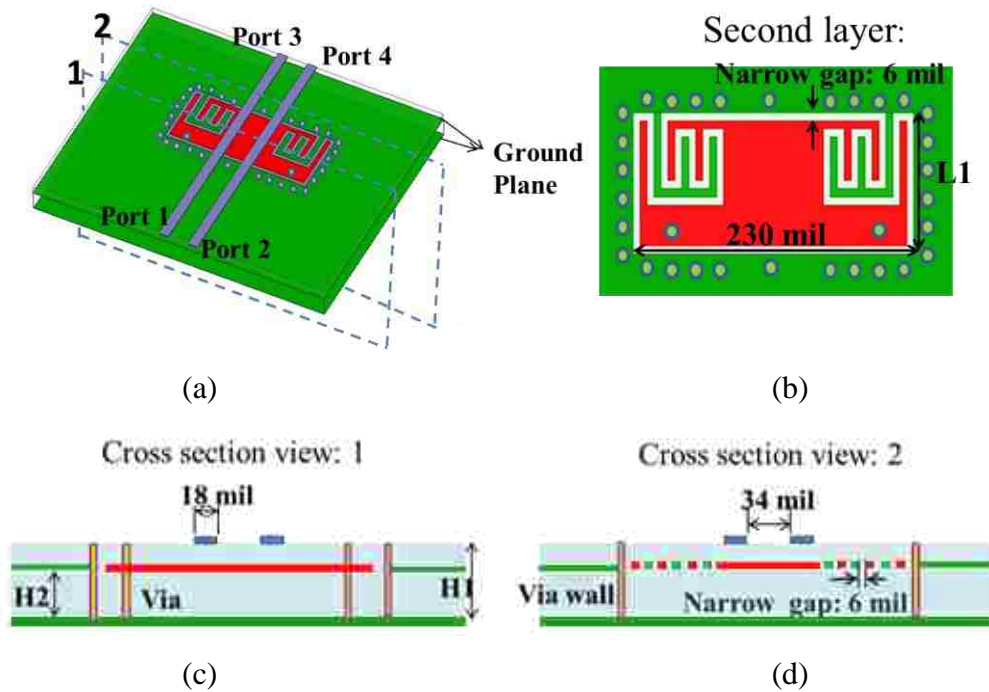 2
1
Port 3
Port 4
Ground
Plane
Port 1
Port 2
(a)
Second layer:
Narrow gap: 6 mil
L1
230 mil
(b)
Cross section view: 1
18 mil
H2
Via
H1
(c)
Cross section view: 2
34 mil
Via wall
Narrow gap: 6 mil
(d)